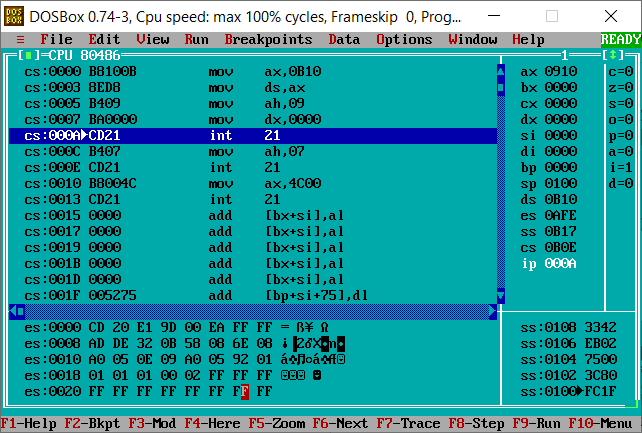 DOSBox 0.74-3, Cpu speed: max 100% cycles, Frameskip 0, Prog...
≡ File Edit View Run Breakpoints Data Options Window Help READY
[■]=CPU 80486 1 [↕]
cs:0000 B8100B mov ax,0B10 ax 0910 c=0
cs:0003 8ED8 mov ds,ax bx 0000 z=0
cs:0005 B409 mov ah,09 cx 0000 s=0
cs:0007 BA0000 mov dx,0000 dx 0000 o=0
cs:000A►CD21 int 21 si 0000 p=0
cs:000C B407 mov ah,07 di 0000 a=0
cs:000E CD21 int 21 bp 0000 i=1
cs:0010 B8004C mov ax,4C00 sp 0100 d=0
cs:0013 CD21 int 21 ds 0B10
cs:0015 0000 add [bx+si],al es 0AFE
cs:0017 0000 add [bx+si],al ss 0B17
cs:0019 0000 add [bx+si],al cs 0B0E
cs:001B 0000 add [bx+si],al ip 000A
cs:001D 0000 add [bx+si],al
cs:001F 005275 add [bp+si+75],dl
es:0000 CD 20 E1 9D 00 EA FF FF = ß¥ Ω ss:0108 3342
es:0008 AD DE 32 0B 58 08 6E 08 ss:0106 EB02
es:0010 A0 05 0E 09 A0 05 92 01 ss:0104 7500
es:0018 01 01 01 00 02 FF FF FF ☺☺☺ ☻ ss:0102 3C80
es:0020 FF FF FF FF FF FF FF FF ss:0100►FC1F
F1-Help F2-Bkpt F3-Mod F4-Here F5-Zoom F6-Next F7-Trace F8-Step F9-Run F10-Menu